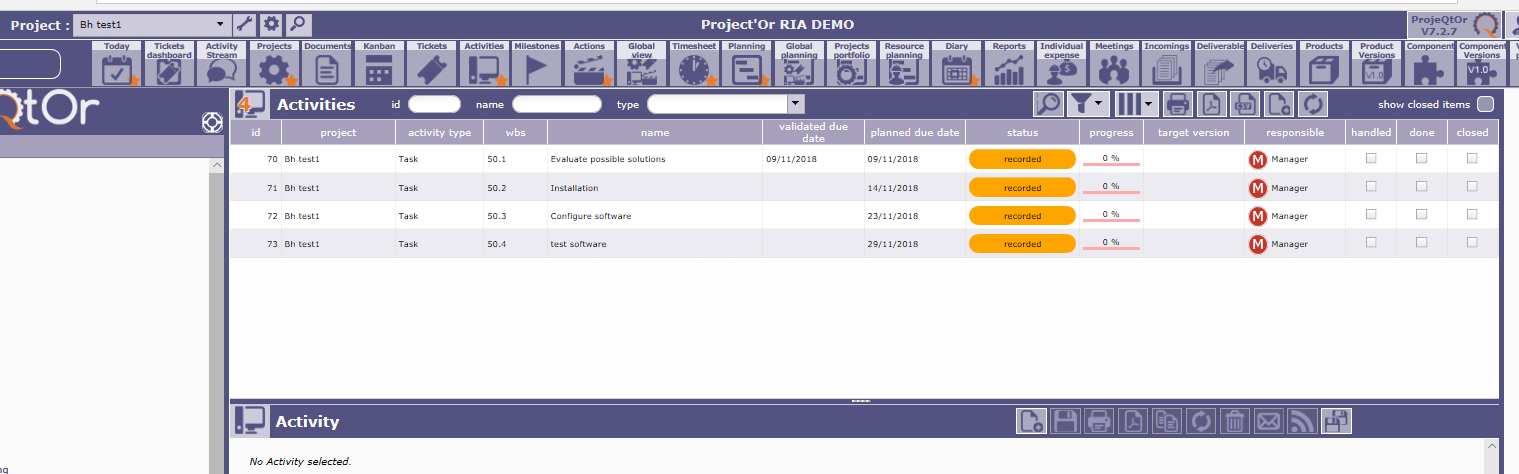 Project : Bh test1 Project'Or RIA DEMO ProjeQtOr
V7.2.7
Today Tickets dashboard Activity Stream Projects Documents Kanban Tickets Activities Milestones Actions Global view Timesheet Planning Global planning Projects portfolio Resource planning Diary Reports Individual expense Meetings Incomings Deliverable Deliveries Products Product Versions Component Component Versions
V1.0 V1.0
QtOr
4 Activities id name type show closed items
CSV
id project activity type wbs name validated due date planned due date status progress target version responsible handled done closed
70 Bh test1 Task 50.1 Evaluate possible solutions 09/11/2018 09/11/2018 recorded 0 % M Manager
71 Bh test1 Task 50.2 Installation 14/11/2018 recorded 0 % M Manager
72 Bh test1 Task 50.3 Configure software 23/11/2018 recorded 0 % M Manager
73 Bh test1 Task 50.4 test software 29/11/2018 recorded 0 % M Manager
Activity
No Activity selected.